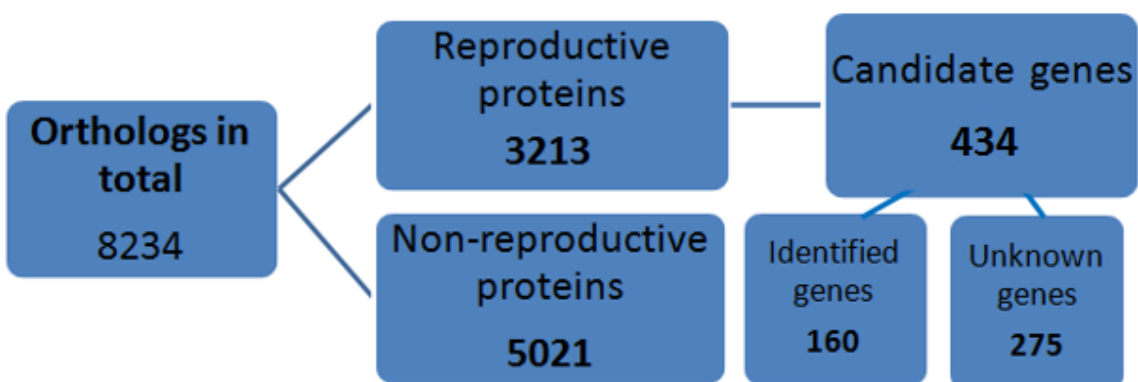 Orthologs in
total
8234
Reproductive
proteins
3213
Non-reproductive
proteins
5021
Candidate genes
434
Identified
genes
160
Unknown
genes
275